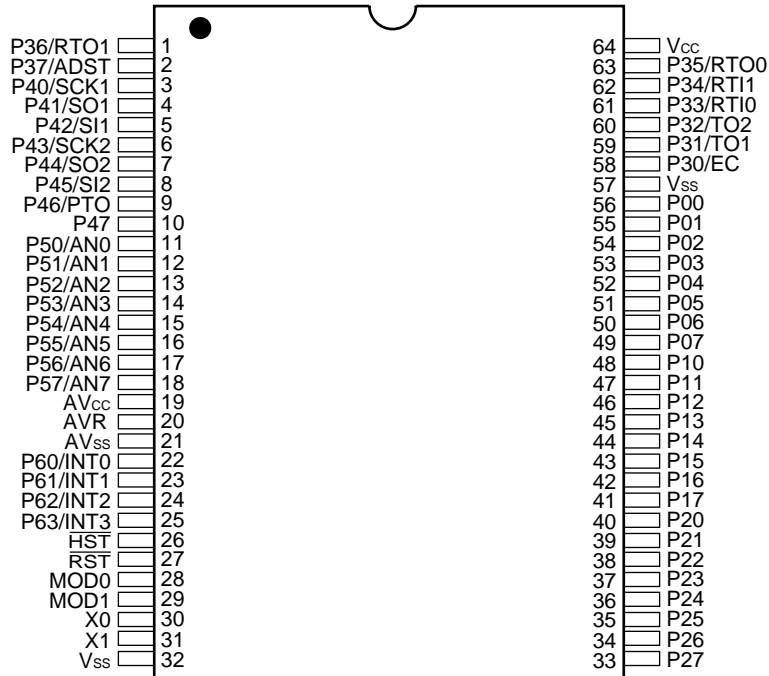 P36/RTO1 1 64 Vcc
P37/ADST 2 63 P35/RTO0
P40/SCK1 3 62 P34/RTI1
P41/SO1 4 61 P33/RTI0
P42/SI1 5 60 P32/TO2
P43/SCK2 6 59 P31/TO1
P44/SO2 7 58 P30/EC
P45/SI2 8 57 Vss
P46/PTO 9 56 P00
P47 10 55 P01
P50/AN0 11 54 P02
P51/AN1 12 53 P03
P52/AN2 13 52 P04
P53/AN3 14 51 P05
P54/AN4 15 50 P06
P55/AN5 16 49 P07
P56/AN6 17 48 P10
P57/AN7 18 47 P11
AVcc 19 46 P12
AVR 20 45 P13
AVss 21 44 P14
P60/INT0 22 43 P15
P61/INT1 23 42 P16
P62/INT2 24 41 P17
P63/INT3 25 40 P20
HST 26 39 P21
RST 27 38 P22
MOD0 28 37 P23
MOD1 29 36 P24
X0 30 35 P25
X1 31 34 P26
Vss 32 33 P27